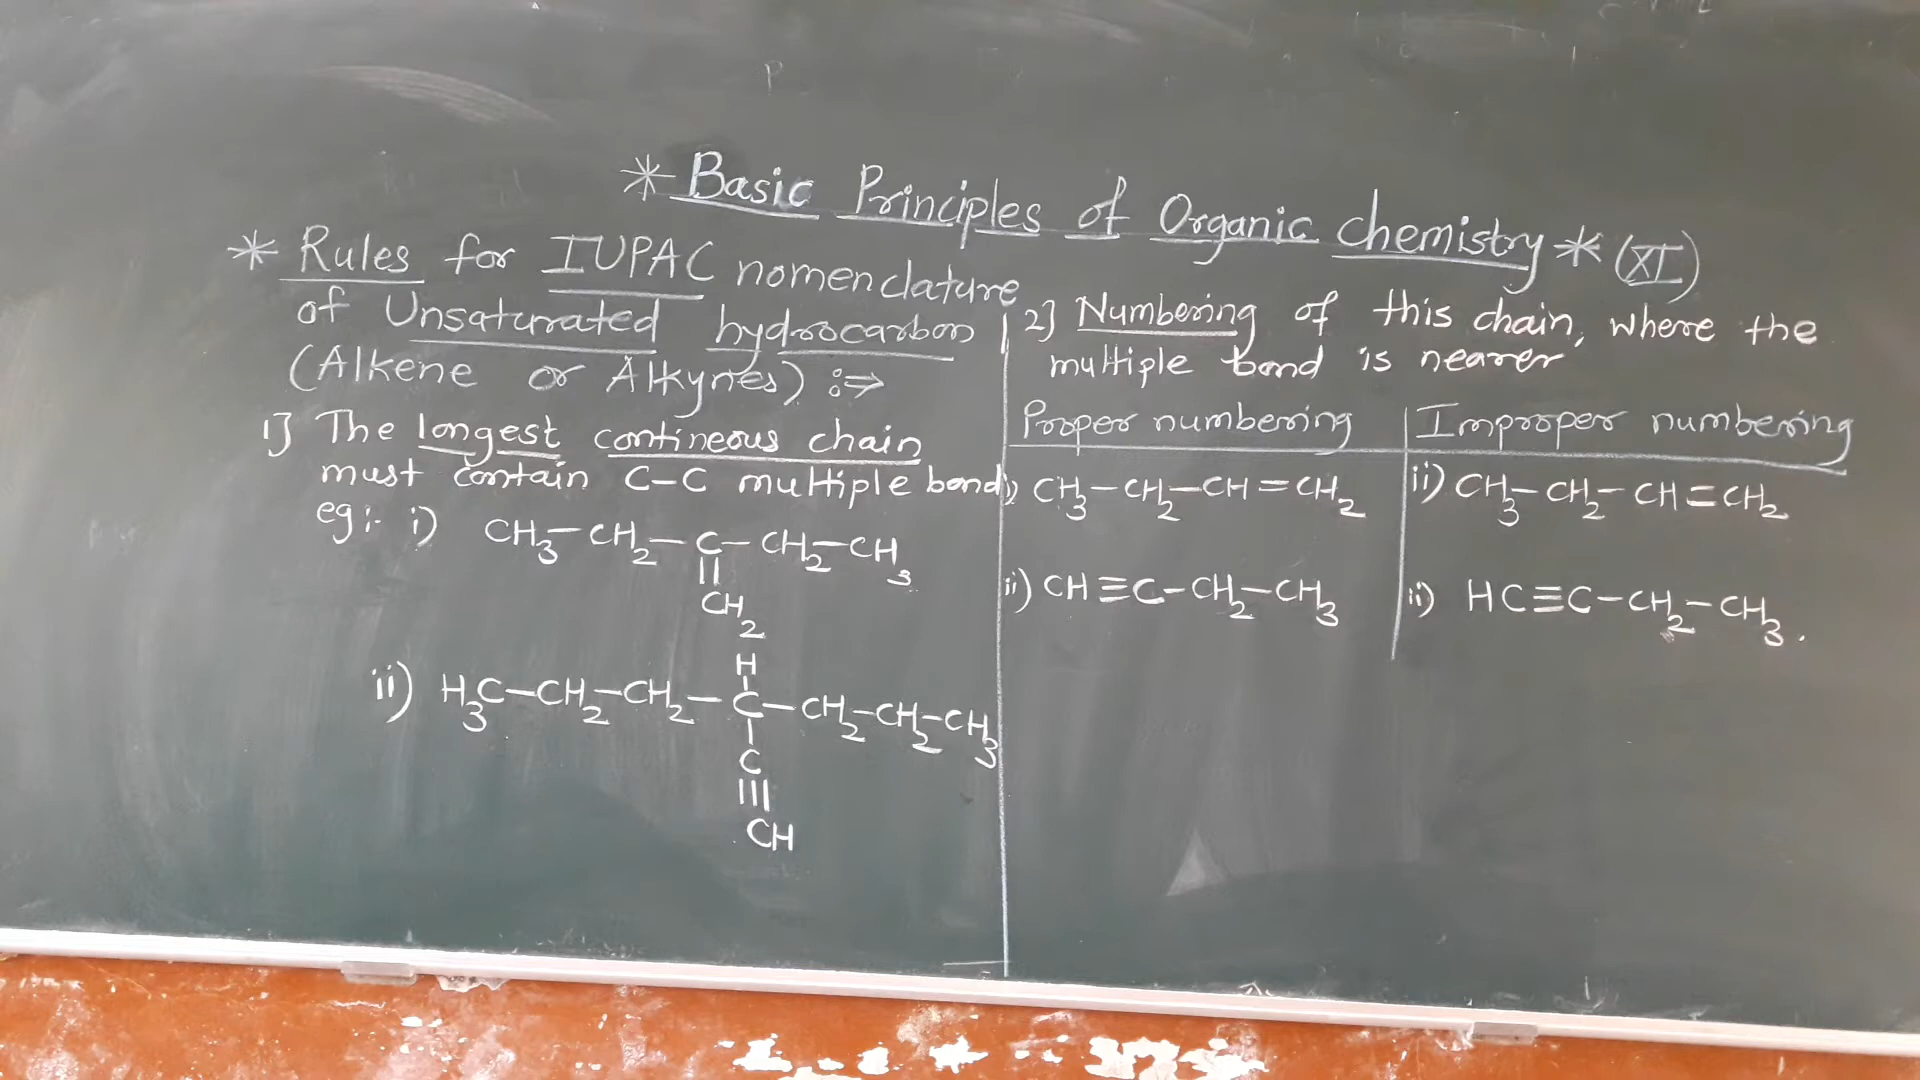 * Basic Principles of Organic chemistry * (XI)
* Rules for IUPAC nomenclature
of Unsaturated hydrocarbon
(Alkene or Alkynes) :⇒
1] The longest contineous chain
must contain C-C multiple bond
eg:- i) CH3-CH2-C-CH2-CH3
||
CH2
H
ii) H3C-CH2-CH2-C-CH2-CH2-CH3
C
|||
CH
2] Numbering of this chain, where the
multiple bond is nearer
Proper numbering | Improper numbering
i) CH3-CH2-CH=CH2 | ii) CH3-CH2-CH=CH2
ii) CH≡C-CH2-CH3 | ii) HC≡C-CH2-CH3.